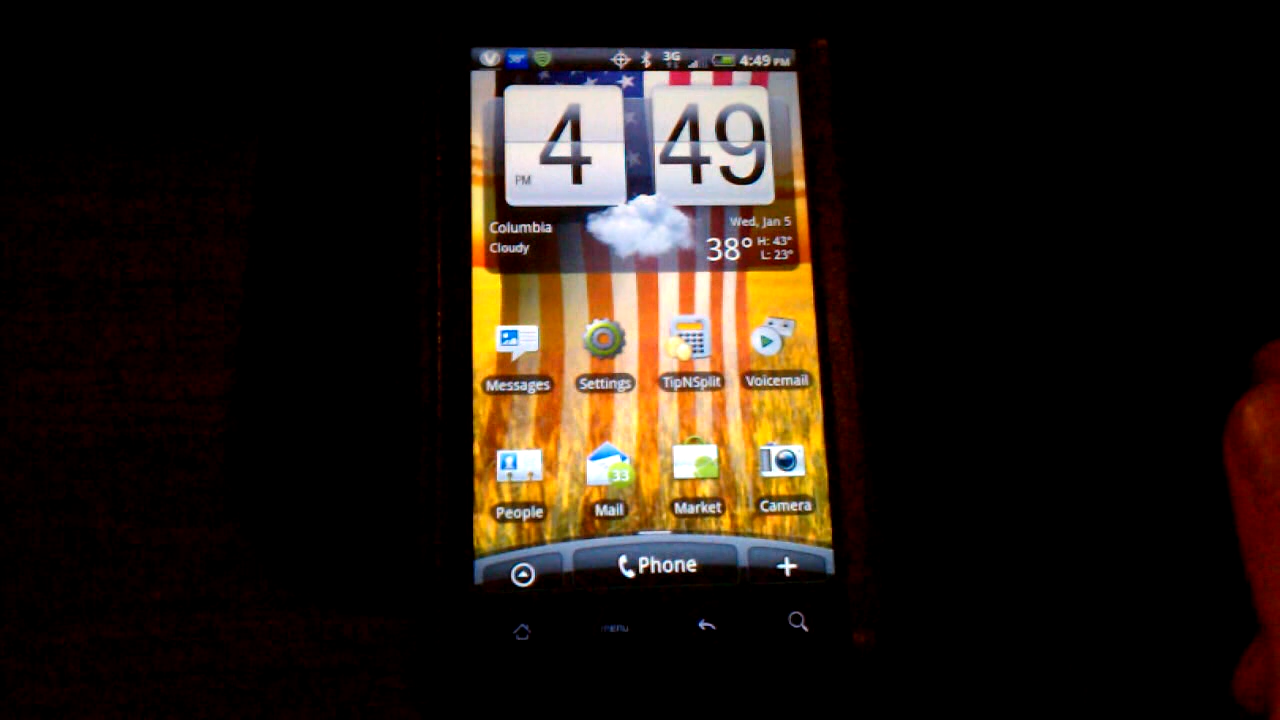 38° 3G 4:49 PM
PM 4 49
Columbia Wed, Jan 5
Cloudy 38° H: 43°
L: 23°
Messages Settings TipNSplit Voicemail
33
People Mail Market Camera
Phone
menu